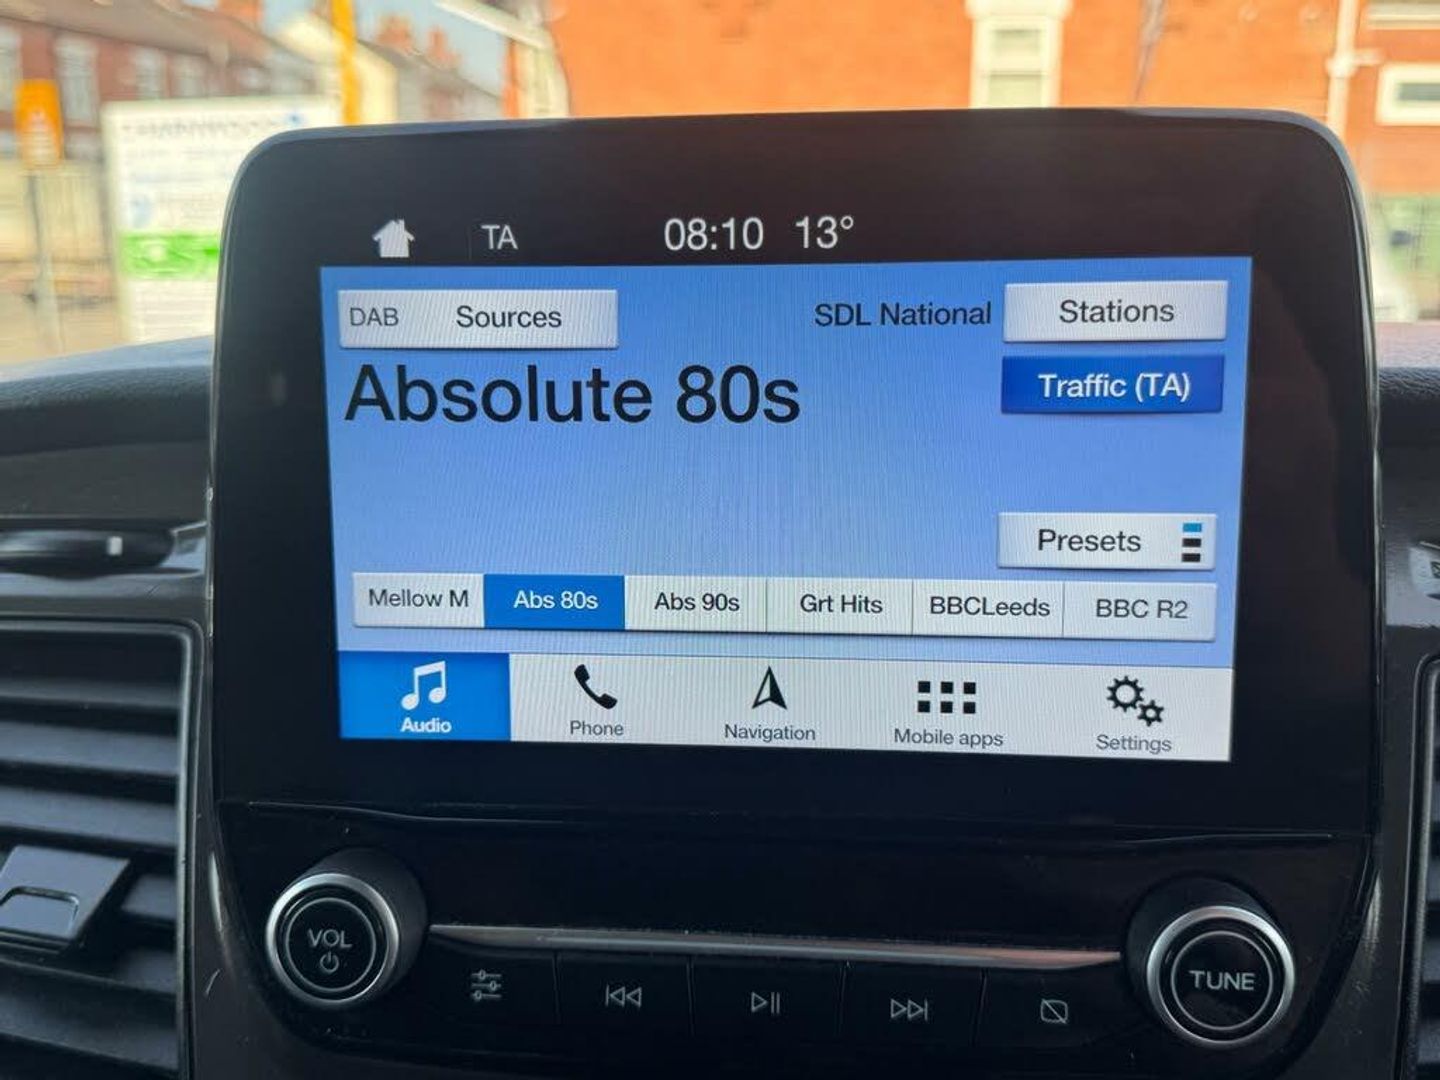 TA 08:10 13°
DAB Sources SDL National Stations
Absolute 80s
Traffic (TA)
Presets
Mellow M Abs 80s Abs 90s Grt Hits BBCLeeds BBC R2
Audio Phone Navigation Mobile apps Settings
VOL
TUNE